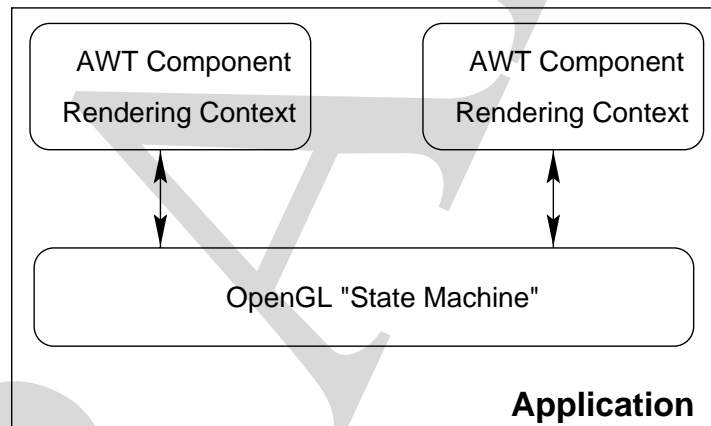 AWT Component
Rendering Context
AWT Component
Rendering Context
OpenGL "State Machine"
Application